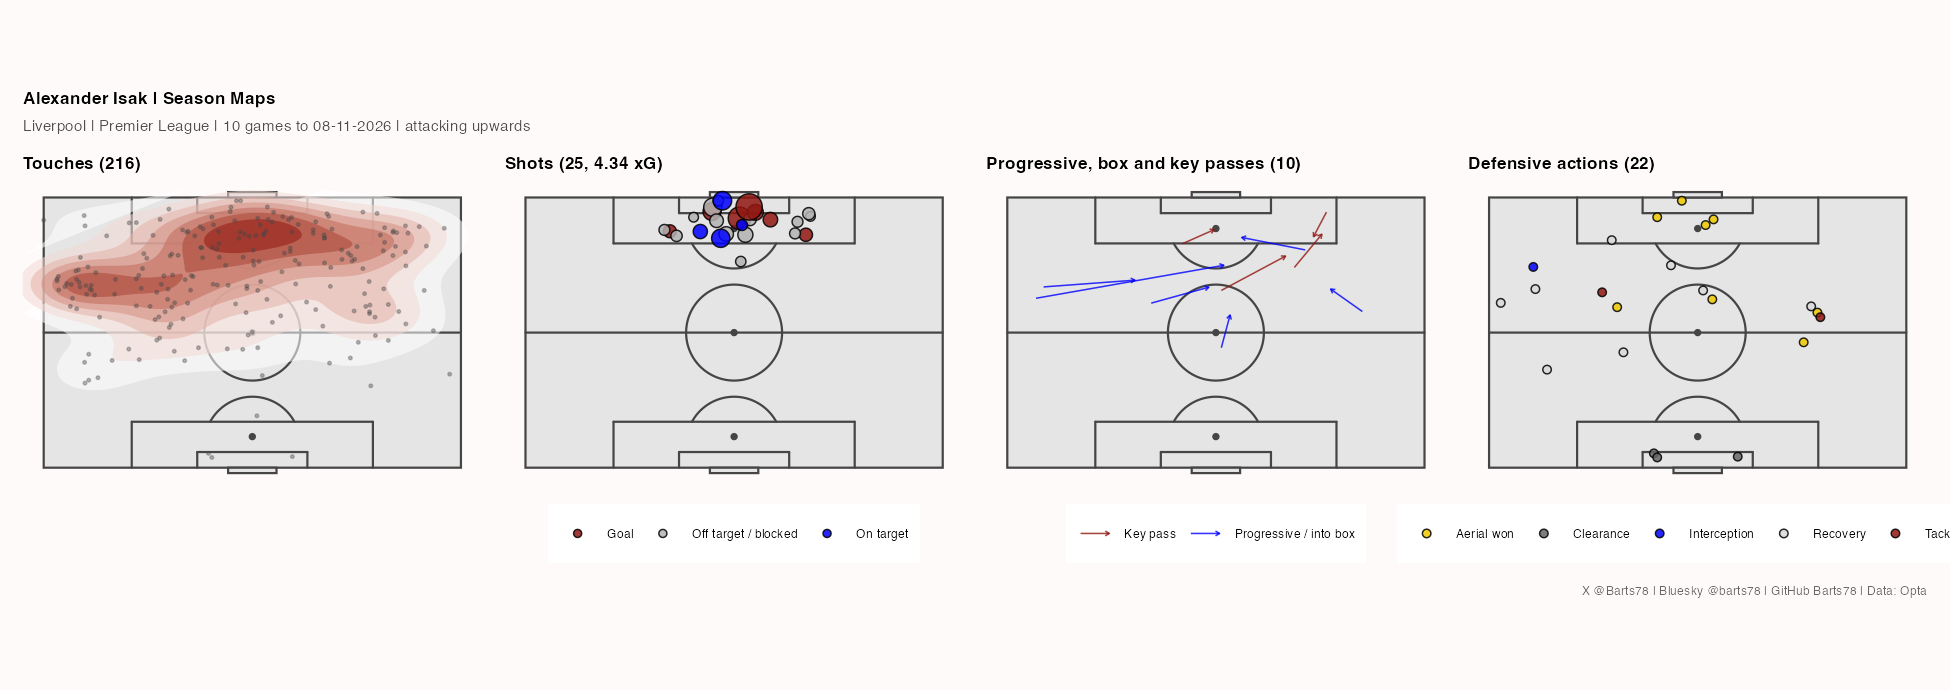 Alexander Isak | Season Maps
Liverpool | Premier League | 10 games to 08-11-2026 | attacking upwards
Touches (216)
Shots (25, 4.34 xG)
Progressive, box and key passes (10)
Defensive actions (22)
Goal
Off target / blocked
On target
Key pass
Progressive / into box
Aerial won
Clearance
Interception
Recovery
Tack
X @Barts78 | Bluesky @barts78 | GitHub Barts78 | Data: Opta